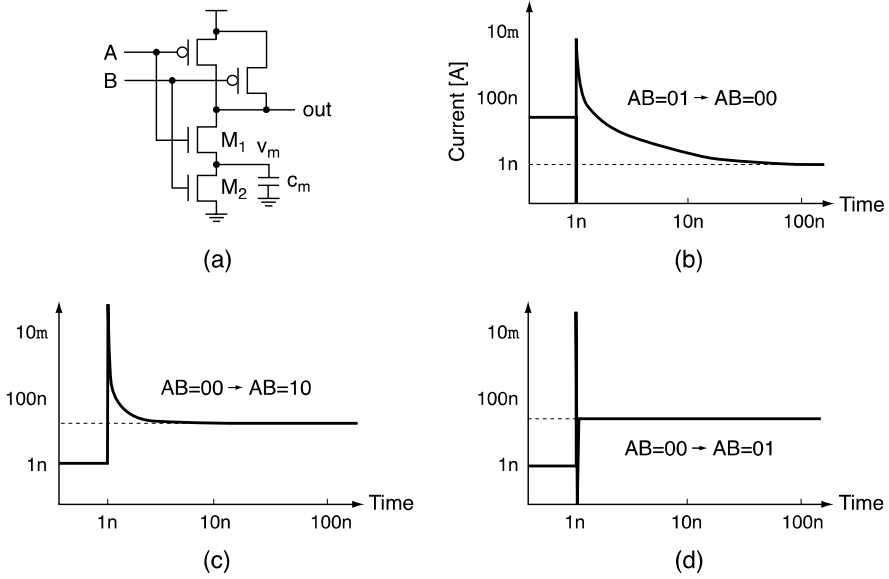 A
B
out
M1 vm
M2 cm
(a)
Current [A]
10m
100n
1n
AB=01 → AB=00
1n 10n 100n
Time
(b)
10m
100n
1n
AB=00 → AB=10
1n 10n 100n
Time
(c)
10m
100n
1n
AB=00 → AB=01
1n 10n 100n
Time
(d)